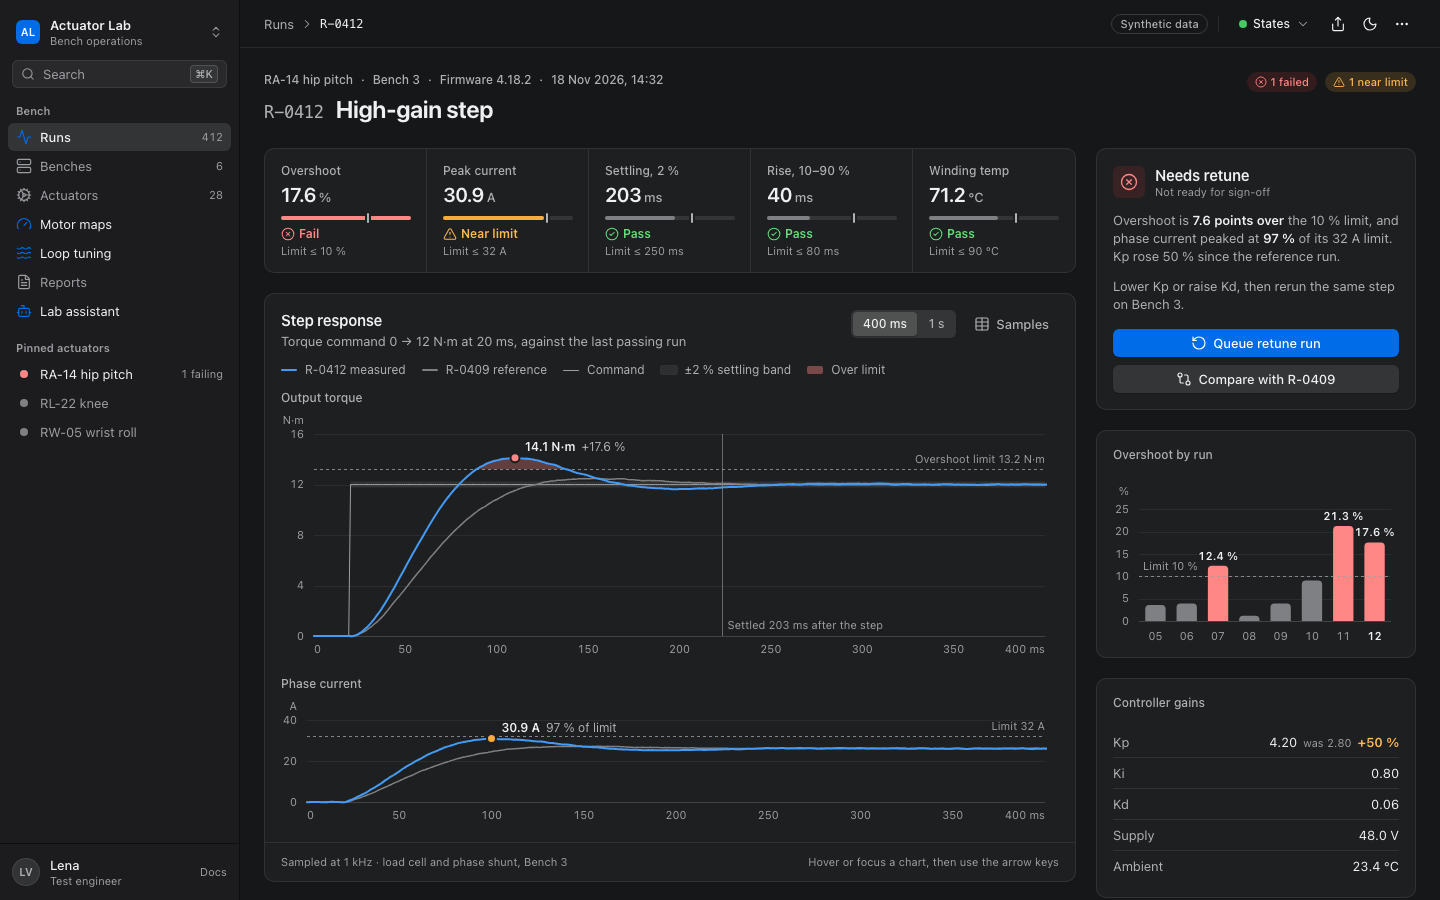 AL
Actuator Lab
Bench operations
Search
⌘K
Bench
Runs 412
Benches 6
Actuators 28
Motor maps
Loop tuning
Reports
Lab assistant
Pinned actuators
RA-14 hip pitch 1 failing
RL-22 knee
RW-05 wrist roll
LV
Lena
Test engineer
Docs
Runs > R-0412
Synthetic data
States
RA-14 hip pitch · Bench 3 · Firmware 4.18.2 · 18 Nov 2026, 14:32
R-0412 High-gain step
1 failed
1 near limit
Overshoot
17.6 %
Fail
Limit ≤ 10 %
Peak current
30.9 A
Near limit
Limit ≤ 32 A
Settling, 2 %
203 ms
Pass
Limit ≤ 250 ms
Rise, 10–90 %
40 ms
Pass
Limit ≤ 80 ms
Winding temp
71.2 °C
Pass
Limit ≤ 90 °C
Step response
Torque command 0 → 12 N·m at 20 ms, against the last passing run
400 ms 1 s
Samples
R-0412 measured R-0409 reference Command ±2 % settling band Over limit
Output torque
N·m
16
12
8
4
0
14.1 N·m +17.6 %
Overshoot limit 13.2 N·m
Settled 203 ms after the step
0 50 100 150 200 250 300 350 400 ms
Phase current
A
40
20
0
30.9 A 97 % of limit
Limit 32 A
0 50 100 150 200 250 300 350 400 ms
Sampled at 1 kHz · load cell and phase shunt, Bench 3
Hover or focus a chart, then use the arrow keys
Needs retune
Not ready for sign-off
Overshoot is 7.6 points over the 10 % limit, and
phase current peaked at 97 % of its 32 A limit.
Kp rose 50 % since the reference run.
Lower Kp or raise Kd, then rerun the same step
on Bench 3.
Queue retune run
Compare with R-0409
Overshoot by run
%
25
20
15
10
5
0
Limit 10 %
12.4 %
21.3 %
17.6 %
05 06 07 08 09 10 11 12
Controller gains
Kp 4.20 was 2.80 +50 %
Ki 0.80
Kd 0.06
Supply 48.0 V
Ambient 23.4 °C